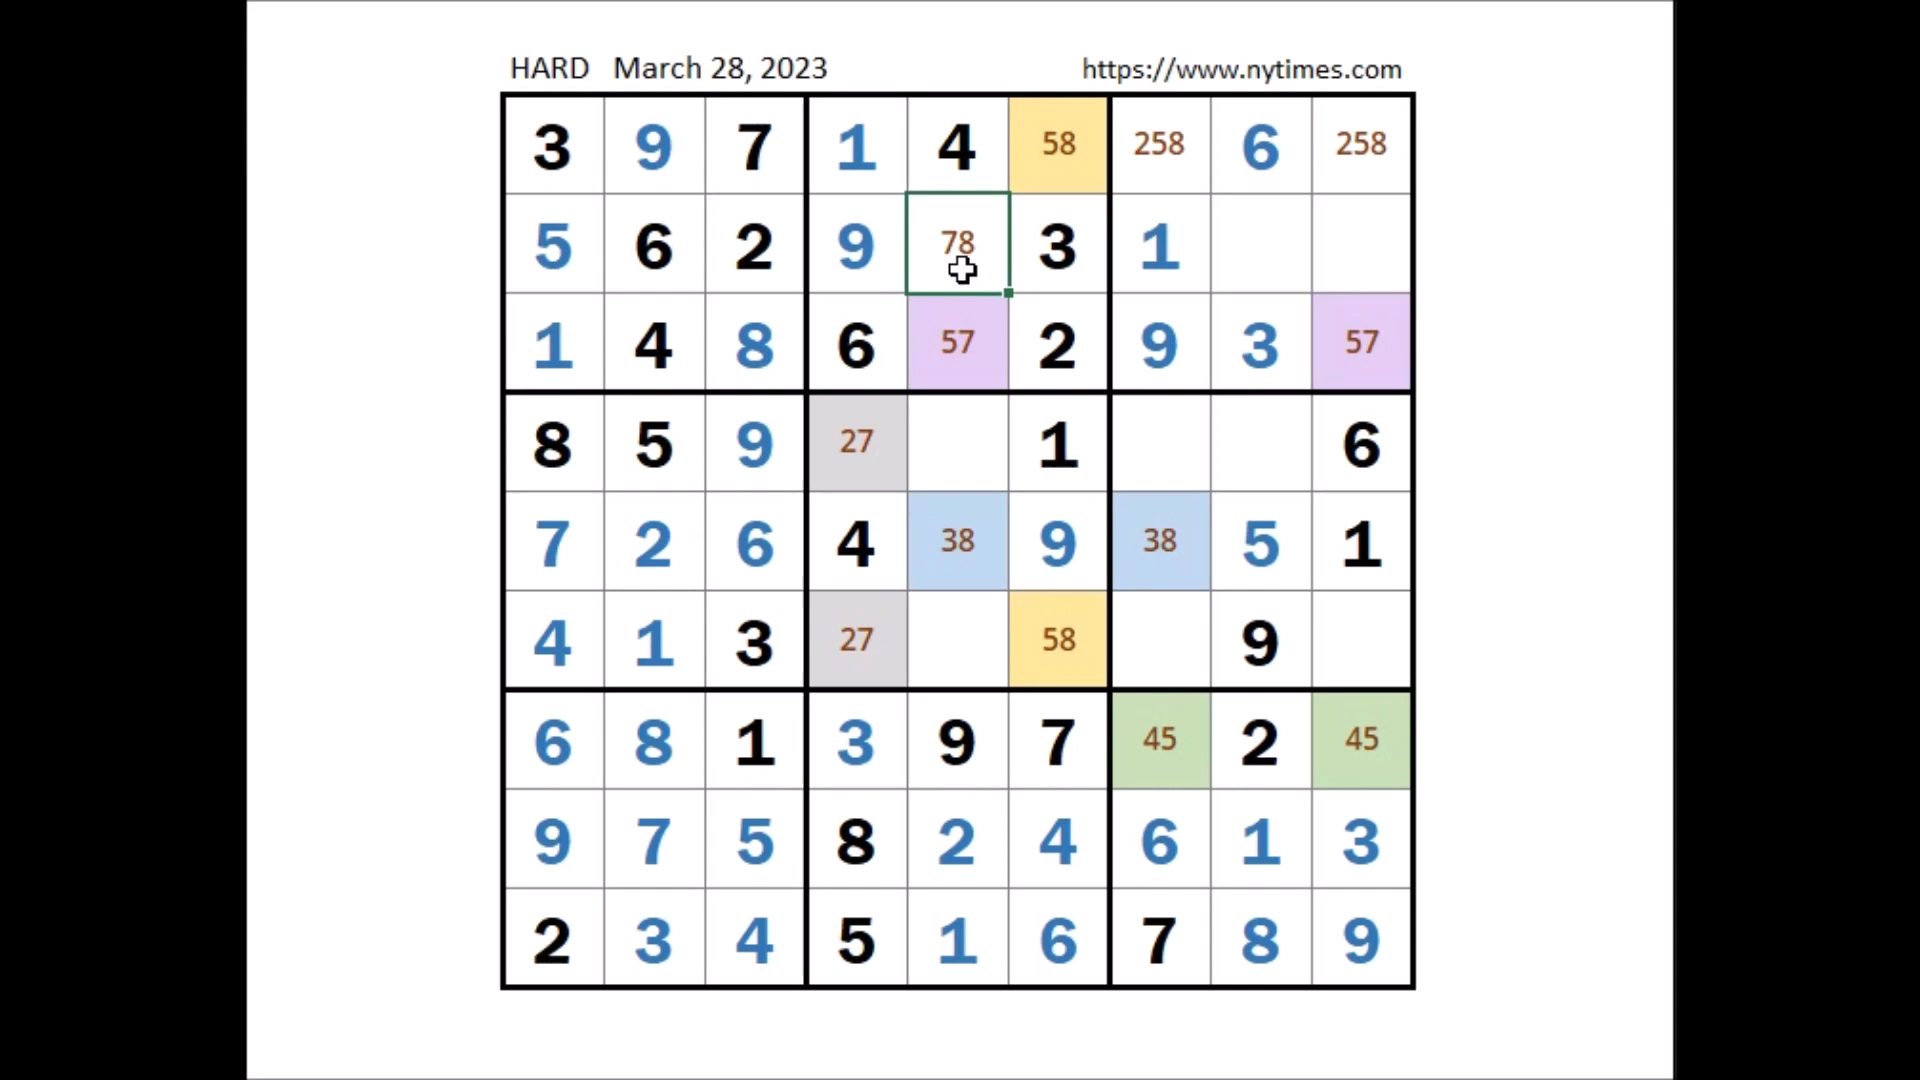 HARD March 28, 2023 https://www.nytimes.com
3 9 7 1 4 58 258 6 258
5 6 2 9 78 3 1
1 4 8 6 57 2 9 3 57
8 5 9 27 1 6
7 2 6 4 38 9 38 5 1
4 1 3 27 58 9
6 8 1 3 9 7 45 2 45
9 7 5 8 2 4 6 1 3
2 3 4 5 1 6 7 8 9